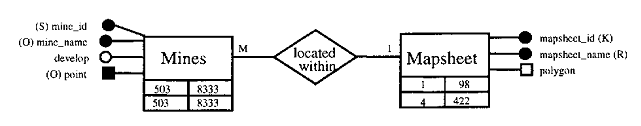 (S) mine_id
(O) mine_name
develop
(O) point
Mines
503 8333
503 8333
M
located
within
1
Mapsheet
1 98
4 422
mapsheet_id (K)
mapsheet_name (R)
polygon